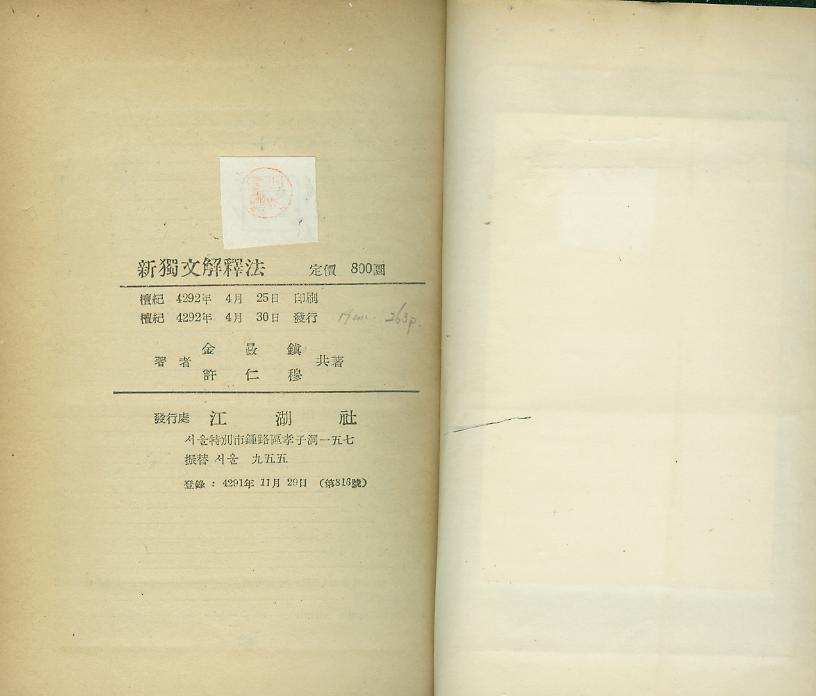 新獨文解釋法 定價 800圜
檀紀 4292年 4月 25日 印刷
檀紀 4292年 4月 30日 發行
19cm. 263p.
著者 金 鎭 共著
許 仁 穆
發行處 江 湖 社
서울特別市鍾路區孝子洞一五七
振替 서울 九五五
登錄 : 4291年 11月 29日 (第816號)